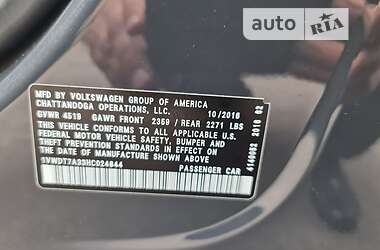 auto RIA
MFD BY VOLKSWAGEN GROUP OF AMERICA
CHATTANOOGA OPERATIONS, LLC. 10/2016
GVWR 4519 GAWR FRONT 2359 / REAR 2271 LBS
THIS VEHICLE CONFORMS TO ALL APPLICABLE
FEDERAL MOTOR VEHICLE SAFETY, BUMPER AND
THEFT PREVENTION STANDARDS IN EFFECT ON THE
DATE OF MANUFACTURE SHOWN ABOVE.
PASSENGER CAR